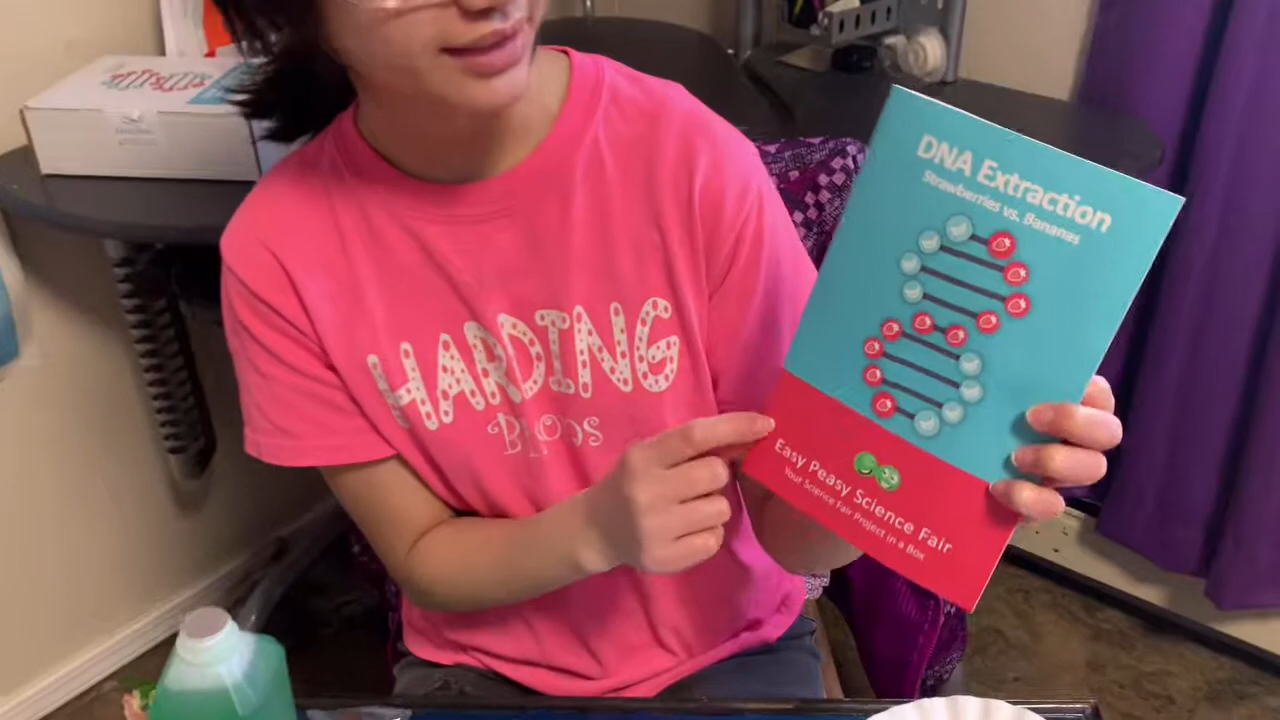 DNA Extraction
Strawberries vs. Bananas
HARDING
Easy Peasy Science Fair
Your Science Fair Project in a Box